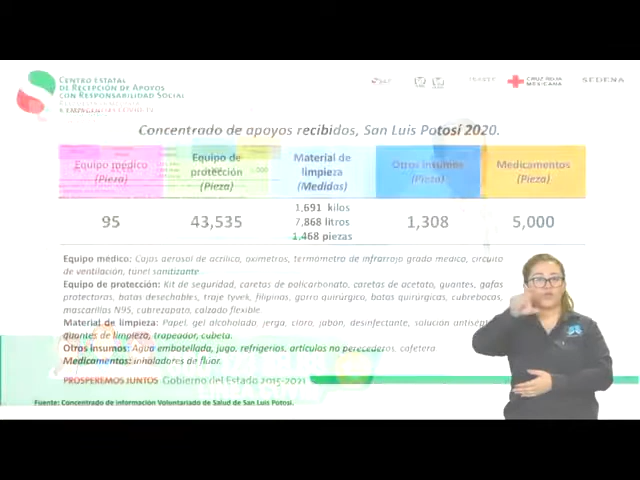 CENTRO ESTATAL
DE RECEPCIÓN DE APOYOS
CON RESPONSABILIDAD SOCIAL
CRUZ ROJA
MEXICANA
SEDENA
Concentrado de apoyos recibidos, San Luis Potosí 2020.
Equipo médico
(Pieza)
Equipo de
protección
(Pieza)
Material de
limpieza
(Medidas)
Otros insumos
(Pieza)
Medicamentos
(Pieza)
95
43,535
1,691 kilos
7,868 litros
1,468 piezas
1,308
5,000
Equipo médico: Cajas aerosol de acrílico, oxímetros, termómetro de infrarrojo grado médico, circuito
de ventilación, túnel sanitizante.
Equipo de protección: Kit de seguridad, caretas de policarbonato, caretas de acetato, guantes, gafas
protectoras, batas desechables, traje tyvek, filipinas, gorro quirúrgico, botas quirúrgicas, cubrebocas,
mascarillas N95, cubrezapato, calzado flexible.
Material de limpieza: Papel, gel alcoholado, jerga, cloro, jabón, desinfectante, solución antiséptica,
guantes de limpieza, trapeador, cubeta.
Otros insumos: Agua embotellada, jugo, refrigerios, artículos no perecederos, cafetera.
Medicamentos: inhaladores de fluar.
PROSPEREMOS JUNTOS Gobierno del Estado 2015-2021
Fuente: Concentrado de Información Voluntariado de Salud de San Luis Potosí.